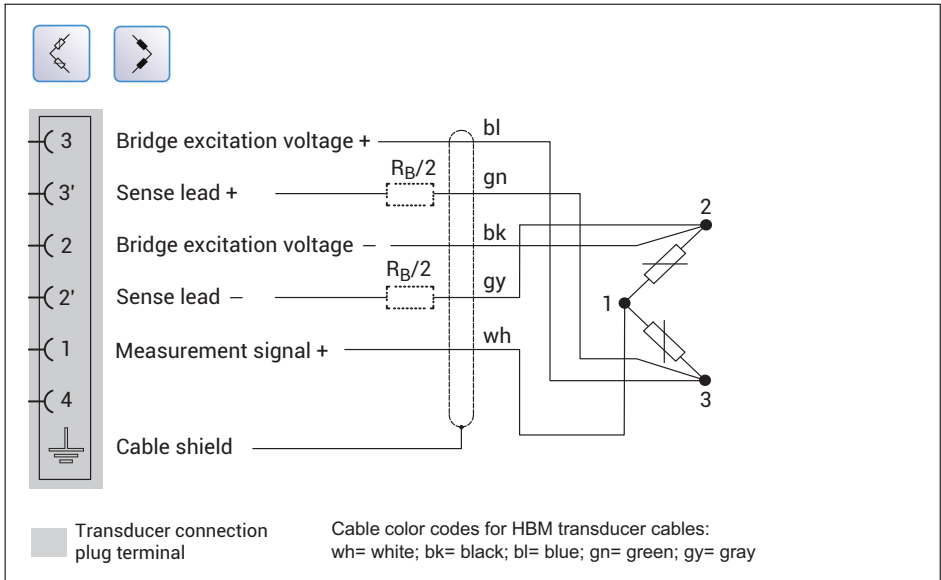 3 Bridge excitation voltage + bl
R_B/2
3' Sense lead + gn
2
2 Bridge excitation voltage – bk
R_B/2
2' Sense lead – gy
1
1 Measurement signal + wh
3
4
Cable shield
Transducer connection
plug terminal
Cable color codes for HBM transducer cables:
wh= white; bk= black; bl= blue; gn= green; gy= gray